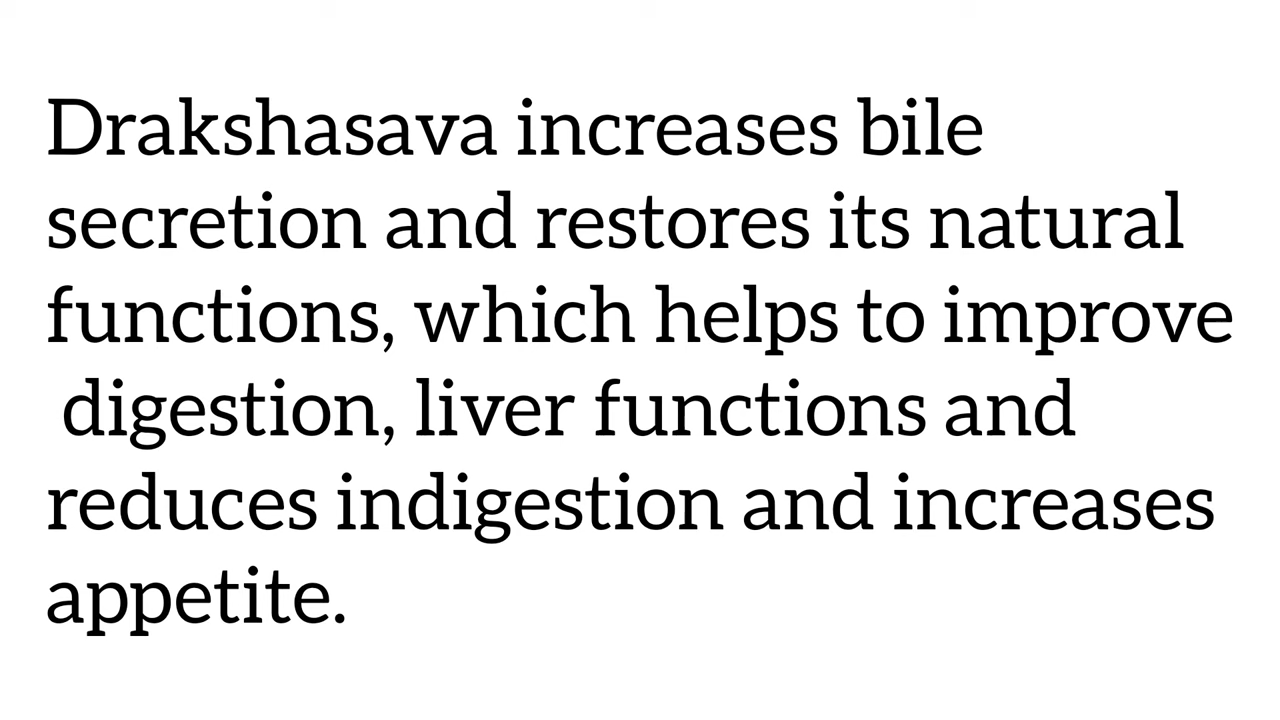 Drakshasava increases bile
secretion and restores its natural
functions, which helps to improve
digestion, liver functions and
reduces indigestion and increases
appetite.